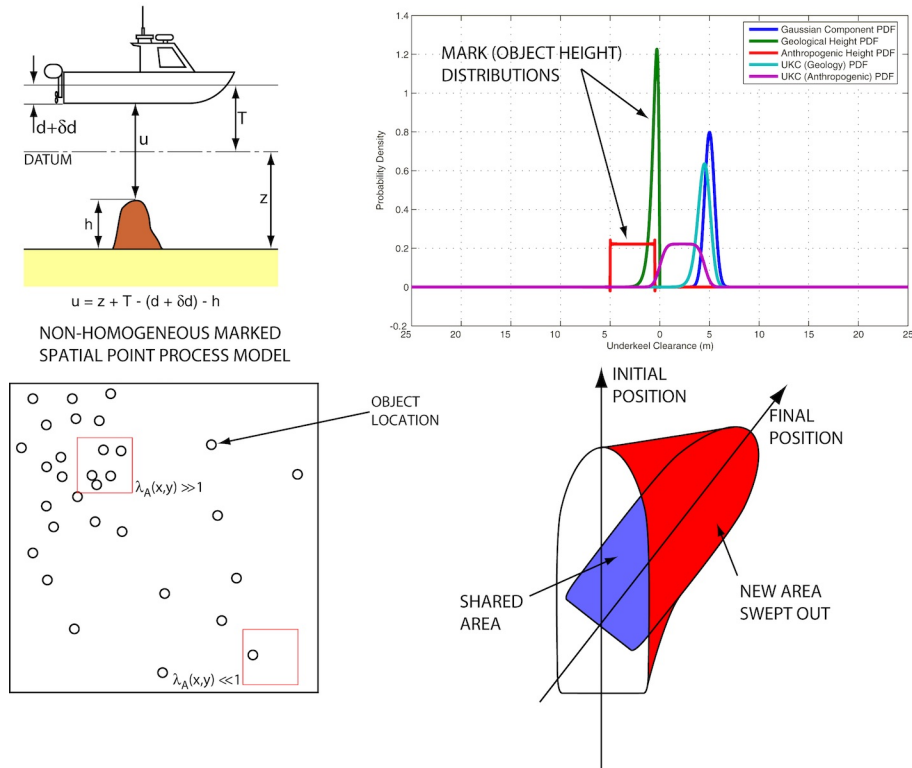 d+δd
u
T
DATUM
z
h
u = z + T - (d + δd) - h
NON-HOMOGENEOUS MARKED
SPATIAL POINT PROCESS MODEL
1.4
1.2
1.0
0.8
0.6
0.4
0.2
0
-0.2
Probability Density
MARK (OBJECT HEIGHT)
DISTRIBUTIONS
Gaussian Component PDF
Geological Height PDF
Anthropogenic Height PDF
UKC (Geology) PDF
UKC (Anthropogenic) PDF
25 20 15 10 5 0 5 10 15 20 25
Underkeel Clearance (m)
OBJECT
LOCATION
λA(x,y) ≫1
λA(x,y) ≪1
INITIAL
POSITION
FINAL
POSITION
SHARED
AREA
NEW AREA
SWEPT OUT